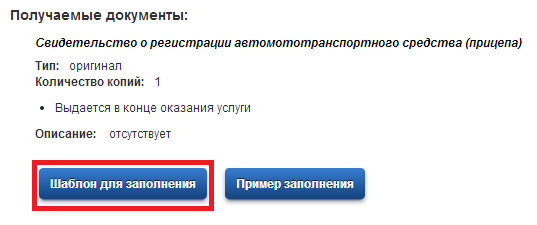 Получаемые документы:
Свидетельство о регистрации автомототранспортного средства (прицепа)
Тип: оригинал
Количество копий: 1
• Выдается в конце оказания услуги
Описание: отсутствует
Шаблон для заполнения Пример заполнения